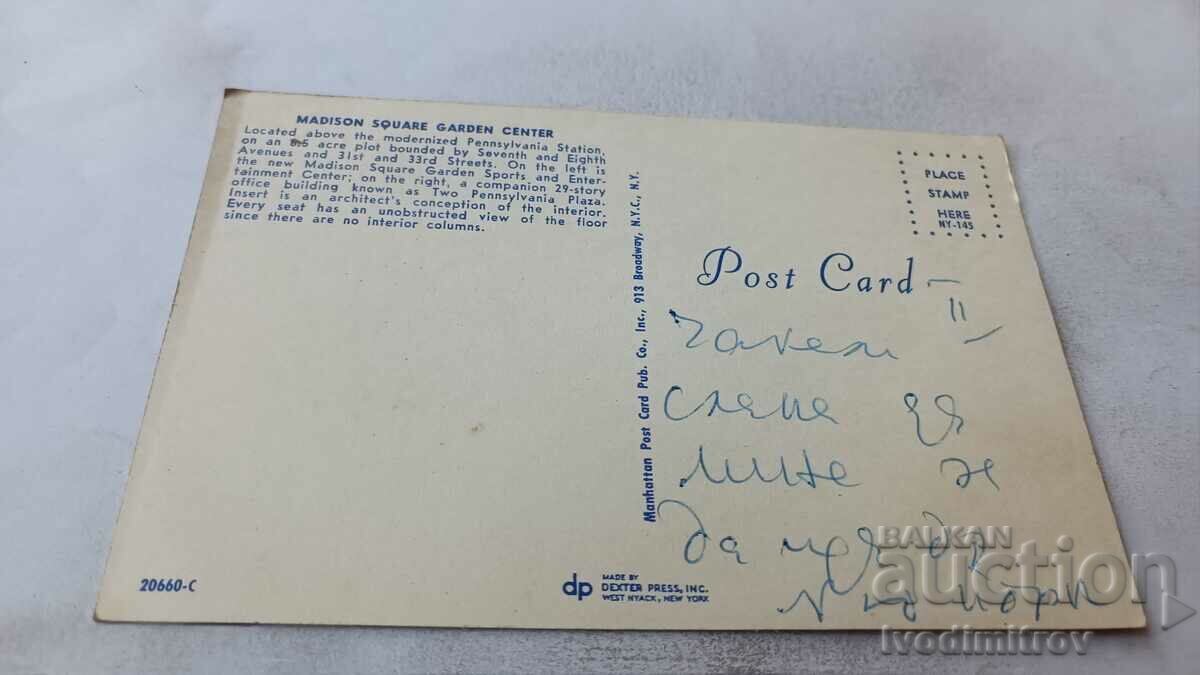 MADISON SQUARE GARDEN CENTER
Located above the modernized Pennsylvania Station,
on an 8.5 acre plot bounded by Seventh and Eighth
Avenues and 31st and 33rd Streets. On the left is
the new Madison Square Garden Sports and Enter-
tainment Center; on the right, a companion 29-story
office building known as Two Pennsylvania Plaza.
Insert is an architect's conception of the interior.
Every seat has an unobstructed view of the floor
since there are no interior columns.
20660-C
Manhattan Post Card Pub. Co., Inc., 913 Broadway, N.Y.C., N.Y.
dp MADE BY
DEXTER PRESS, INC.
WEST NYACK, NEW YORK
PLACE
STAMP
HERE
NY-145
Post Card
II
да
мине
да
BALKAN
auction
Ivodimitrov